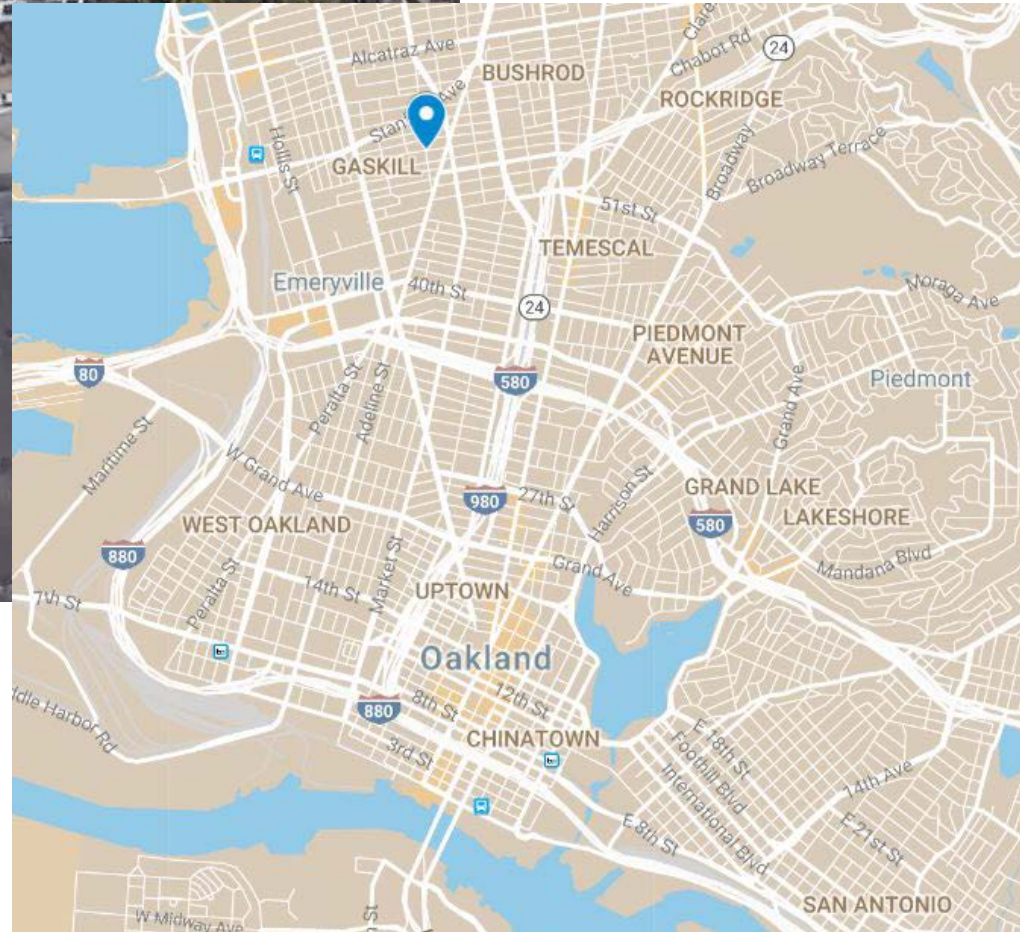 Alcatraz Ave
BUSHROD
Chabot Rd
24
ROCKRIDGE
Ave
GASKILL
Hollis St
Broadway
Broadway Terrace
51st St
TEMESCAL
Emeryville
40th St
24
Moraga Ave
PIEDMONT
AVENUE
80
580
Piedmont
Peralta St
Adeline St
Grand Ave
Maritime St
W Grand Ave
980
27th St
Harrison St
GRAND LAKE
580
LAKESHORE
WEST OAKLAND
880
Mandana Blvd
Grand Ave
Market St
14th St
UPTOWN
Peralta St
7th St
Oakland
12th St
8th St
880
Harbor Rd
3rd St
CHINATOWN
E 18th St
Foothill Blvd
International Blvd
14th Ave
E 21st St
E 8th St
SAN ANTONIO
W Midway Ave
St